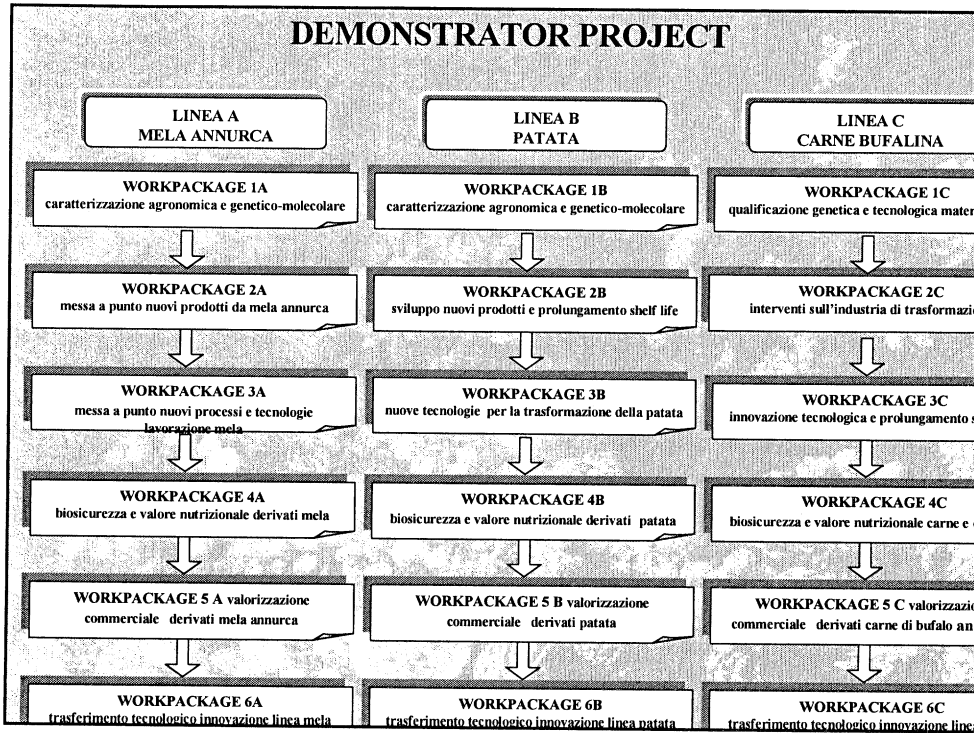 DEMONSTRATOR PROJECT
LINEA A
MELA ANNURCA
WORKPACKAGE 1A
caratterizzazione agronomica e genetico-molecolare
WORKPACKAGE 2A
messa a punto nuovi prodotti da mela annurca
WORKPACKAGE 3A
messa a punto nuovi processi e tecnologie
lavorazione mela
WORKPACKAGE 4A
biosicurezza e valore nutrizionale derivati mela
WORKPACKAGE 5 A valorizzazione
commerciale derivati mela annurca
WORKPACKAGE 6A
trasferimento tecnologico innovazione linea mela
LINEA B
PATATA
WORKPACKAGE 1B
caratterizzazione agronomica e genetico-molecolare
WORKPACKAGE 2B
sviluppo nuovi prodotti e prolungamento shelf life
WORKPACKAGE 3B
nuove tecnologie per la trasformazione della patata
WORKPACKAGE 4B
biosicurezza e valore nutrizionale derivati patata
WORKPACKAGE 5 B valorizzazione
commerciale derivati patata
WORKPACKAGE 6B
trasferimento tecnologico innovazione linea patata
LINEA C
CARNE BUFALINA
WORKPACKAGE 1C
qualificazione genetica e tecnologica mater
WORKPACKAGE 2C
interventi sull'industria di trasformazi
WORKPACKAGE 3C
innovazione tecnologica e prolungamento s
WORKPACKAGE 4C
biosicurezza e valore nutrizionale carne e
WORKPACKAGE 5 C valorizzazi
commerciale derivati carne di bufalo an
WORKPACKAGE 6C
trasferimento tecnologico innovazione linea